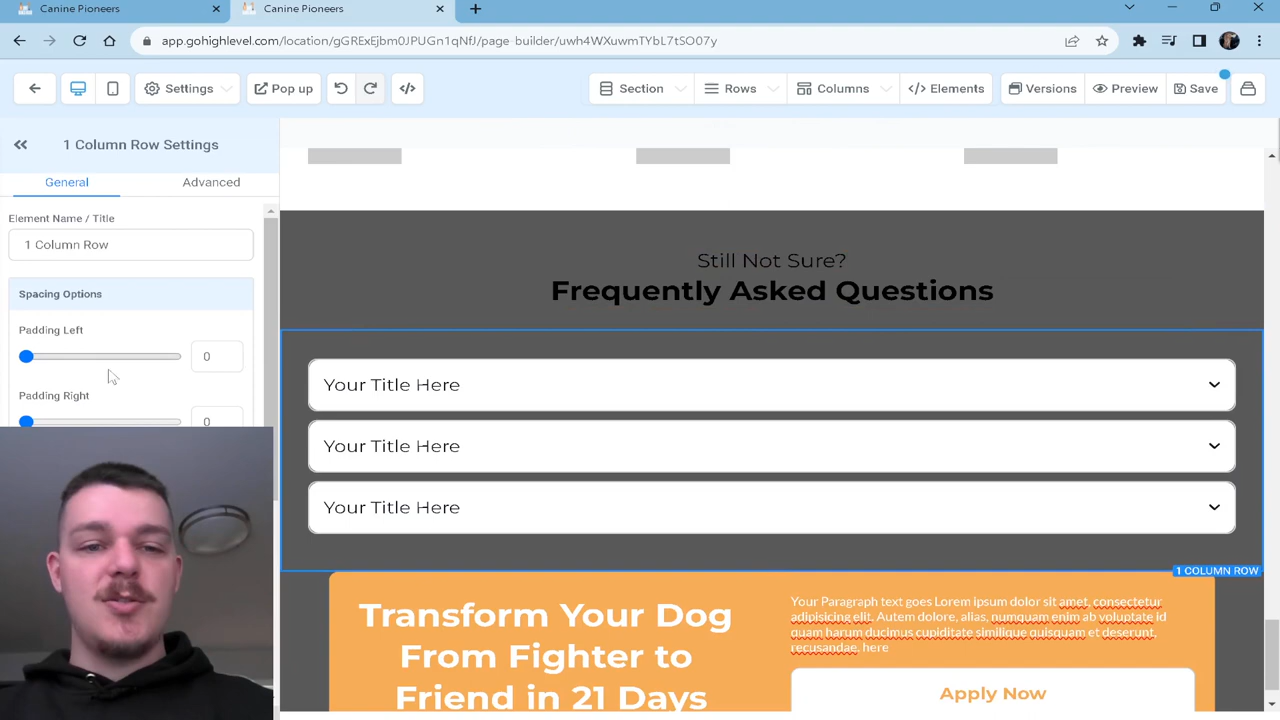 Canine Pioneers
Canine Pioneers
app.gohighlevel.com/location/gGRExEjbm0JPUGn1qNfJ/page-builder/uwh4WXuwmTYbL7tSO07y
Settings
Pop up
Section
Rows
Columns
Elements
Versions
Preview
Save
1 Column Row Settings
General
Advanced
Element Name / Title
1 Column Row
Spacing Options
Padding Left
0
Padding Right
0
Still Not Sure?
Frequently Asked Questions
Your Title Here
Your Title Here
Your Title Here
1 COLUMN ROW
Transform Your Dog
From Fighter to
Friend in 21 Days
Your Paragraph text goes Lorem ipsum dolor sit amet, consectetur
adipisicing elit. Autem dolore, alias, numquam enim ab voluptate id
quam harum ducimus cupiditate similique quisquam et deserunt,
recusandae. here
Apply Now